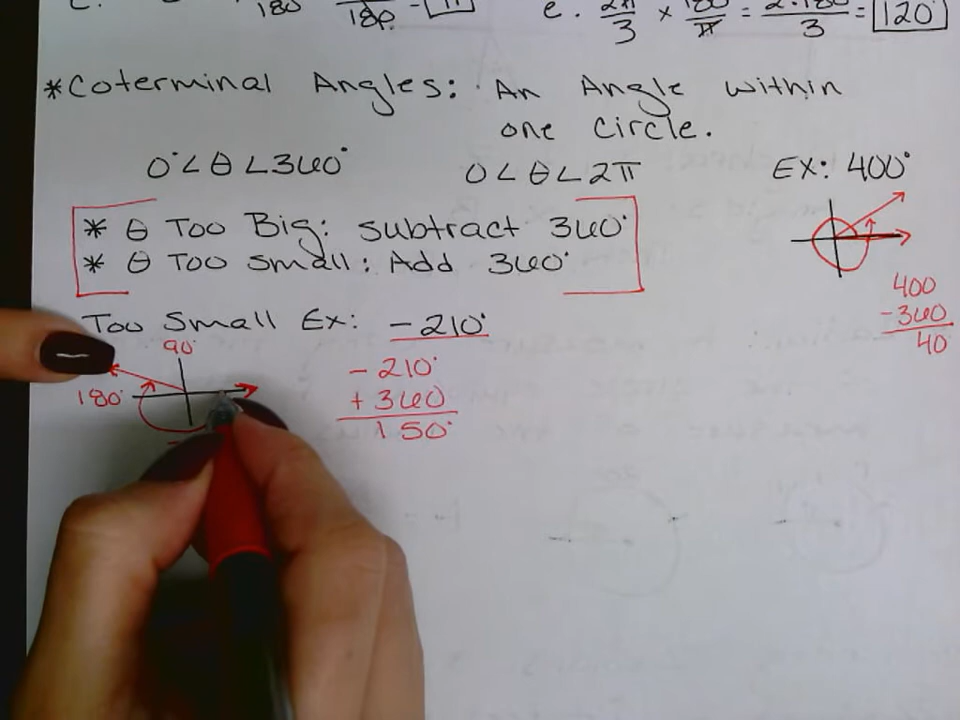 180
180
e. 2π/3 × 180/π = 2·180/3 = 120°
*Coterminal Angles: An Angle within
one circle.
0° < θ < 360° 0 < θ < 2π EX: 400°
* θ Too Big: subtract 360°
* θ Too small: Add 360°
400
-360
40
Too Small Ex: -210°
90°
180°
-210°
+ 360
150°